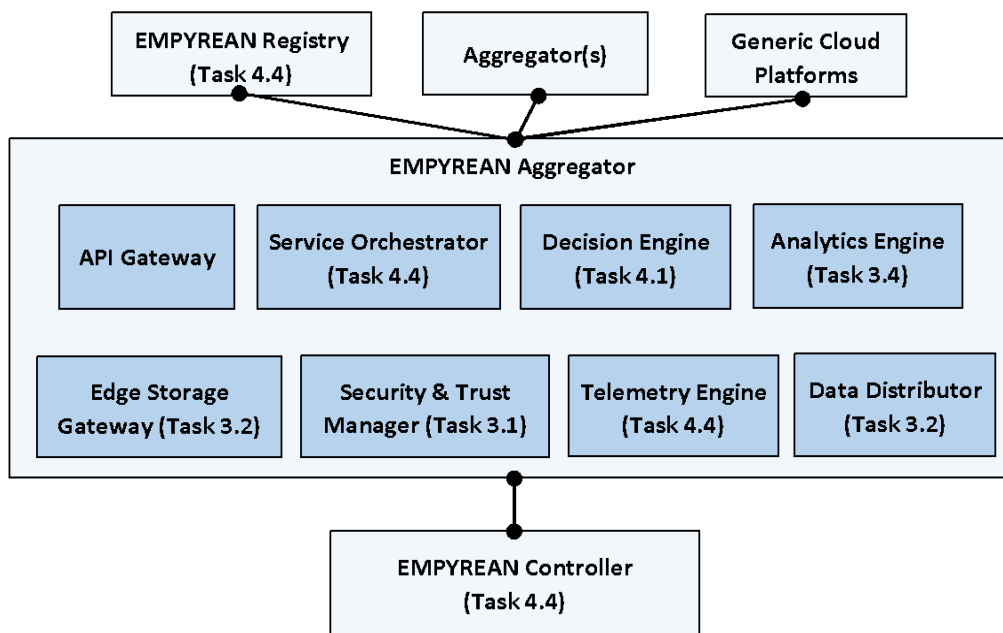 EMPYREAN Registry
(Task 4.4)
Aggregator(s)
Generic Cloud
Platforms
EMPYREAN Aggregator
API Gateway
Service Orchestrator
(Task 4.4)
Decision Engine
(Task 4.1)
Analytics Engine
(Task 3.4)
Edge Storage
Gateway (Task 3.2)
Security & Trust
Manager (Task 3.1)
Telemetry Engine
(Task 4.4)
Data Distributor
(Task 3.2)
EMPYREAN Controller
(Task 4.4)